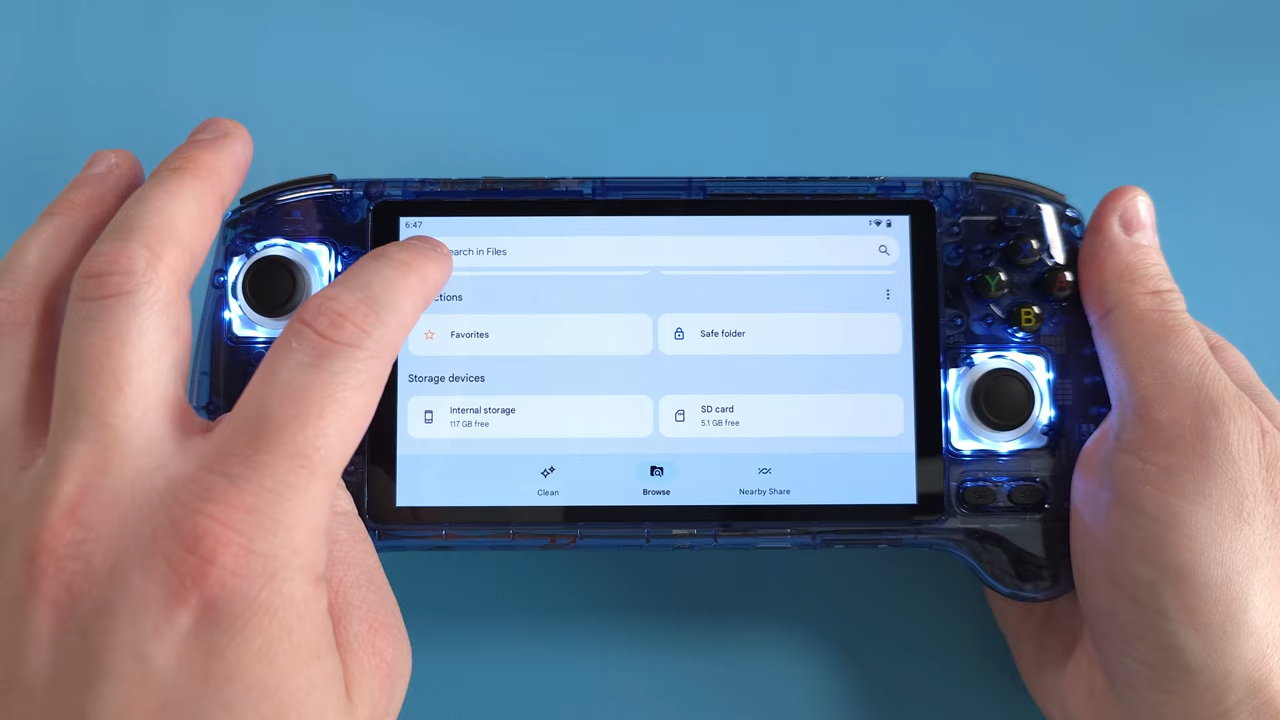 6:47
earch in Files
ctions
Favorites
Safe folder
Storage devices
Internal storage
117 GB free
SD card
5.1 GB free
Clean
Browse
Nearby Share
Y
A
B